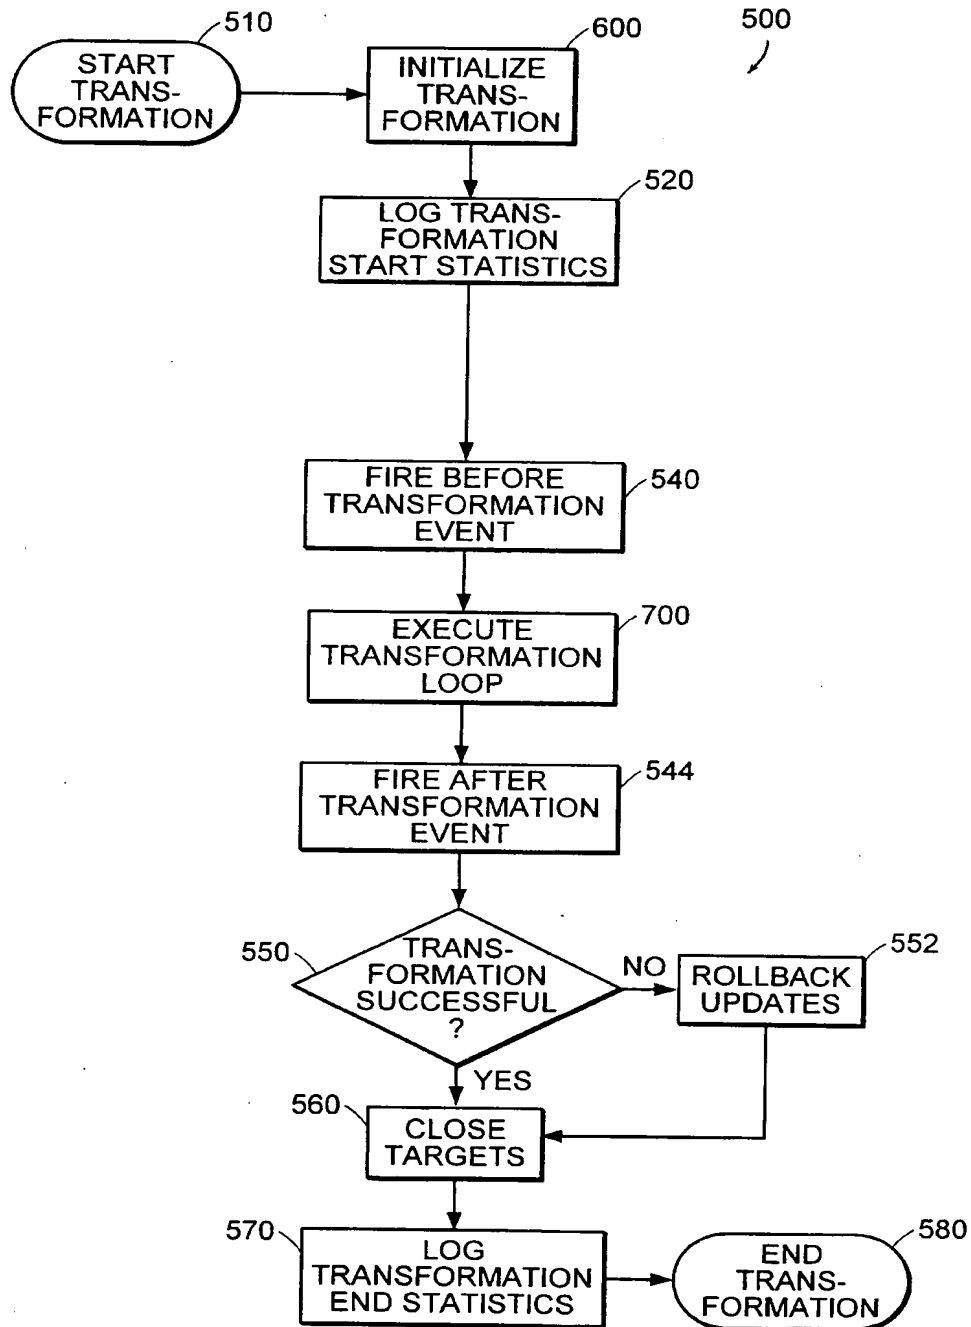 510
START
TRANS-
FORMATION
600
INITIALIZE
TRANS-
FORMATION
500
520
LOG TRANS-
FORMATION
START STATISTICS
FIRE BEFORE
TRANSFORMATION
EVENT
540
EXECUTE
TRANSFORMATION
LOOP
700
FIRE AFTER
TRANSFORMATION
EVENT
544
550
TRANS-
FORMATION
SUCCESSFUL
?
NO
552
ROLLBACK
UPDATES
YES
560
CLOSE
TARGETS
570
LOG
TRANSFORMATION
END STATISTICS
580
END
TRANS-
FORMATION